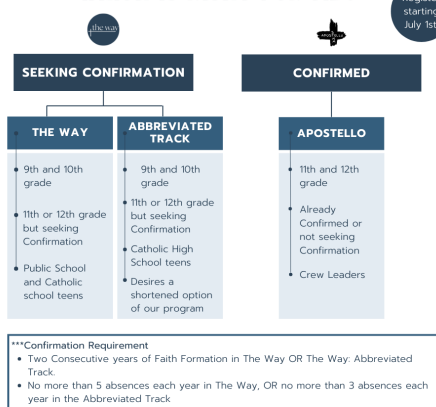 Register
starting
July 1st
the way
APOSTELLO
SEEKING CONFIRMATION
CONFIRMED
THE WAY
ABBREVIATED
TRACK
APOSTELLO
9th and 10th
grade
11th or 12th grade
but seeking
Confirmation
Public School
and Catholic
school teens
9th and 10th
grade
11th or 12th grade
but seeking
Confirmation
Catholic High
School teens
Desires a
shortened option
of our program
11th and 12th
grade
Already
Confirmed or
not seeking
Confirmation
Crew Leaders
***Confirmation Requirement
Two Consecutive years of Faith Formation in The Way OR The Way: Abbreviated
Track.
No more than 5 absences each year in The Way, OR no more than 3 absences each
year in the Abbreviated Track